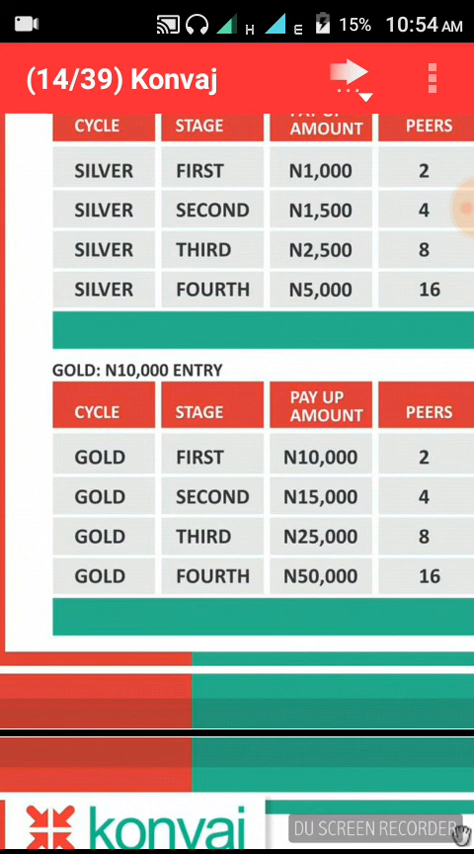 H E 15% 10:54 AM
(14/39) Konvaj
CYCLE STAGE AMOUNT PEERS
SILVER FIRST N1,000 2
SILVER SECOND N1,500 4
SILVER THIRD N2,500 8
SILVER FOURTH N5,000 16
GOLD: N10,000 ENTRY
CYCLE STAGE PAY UP AMOUNT PEERS
GOLD FIRST N10,000 2
GOLD SECOND N15,000 4
GOLD THIRD N25,000 8
GOLD FOURTH N50,000 16
konvaj
DU SCREEN RECORDER